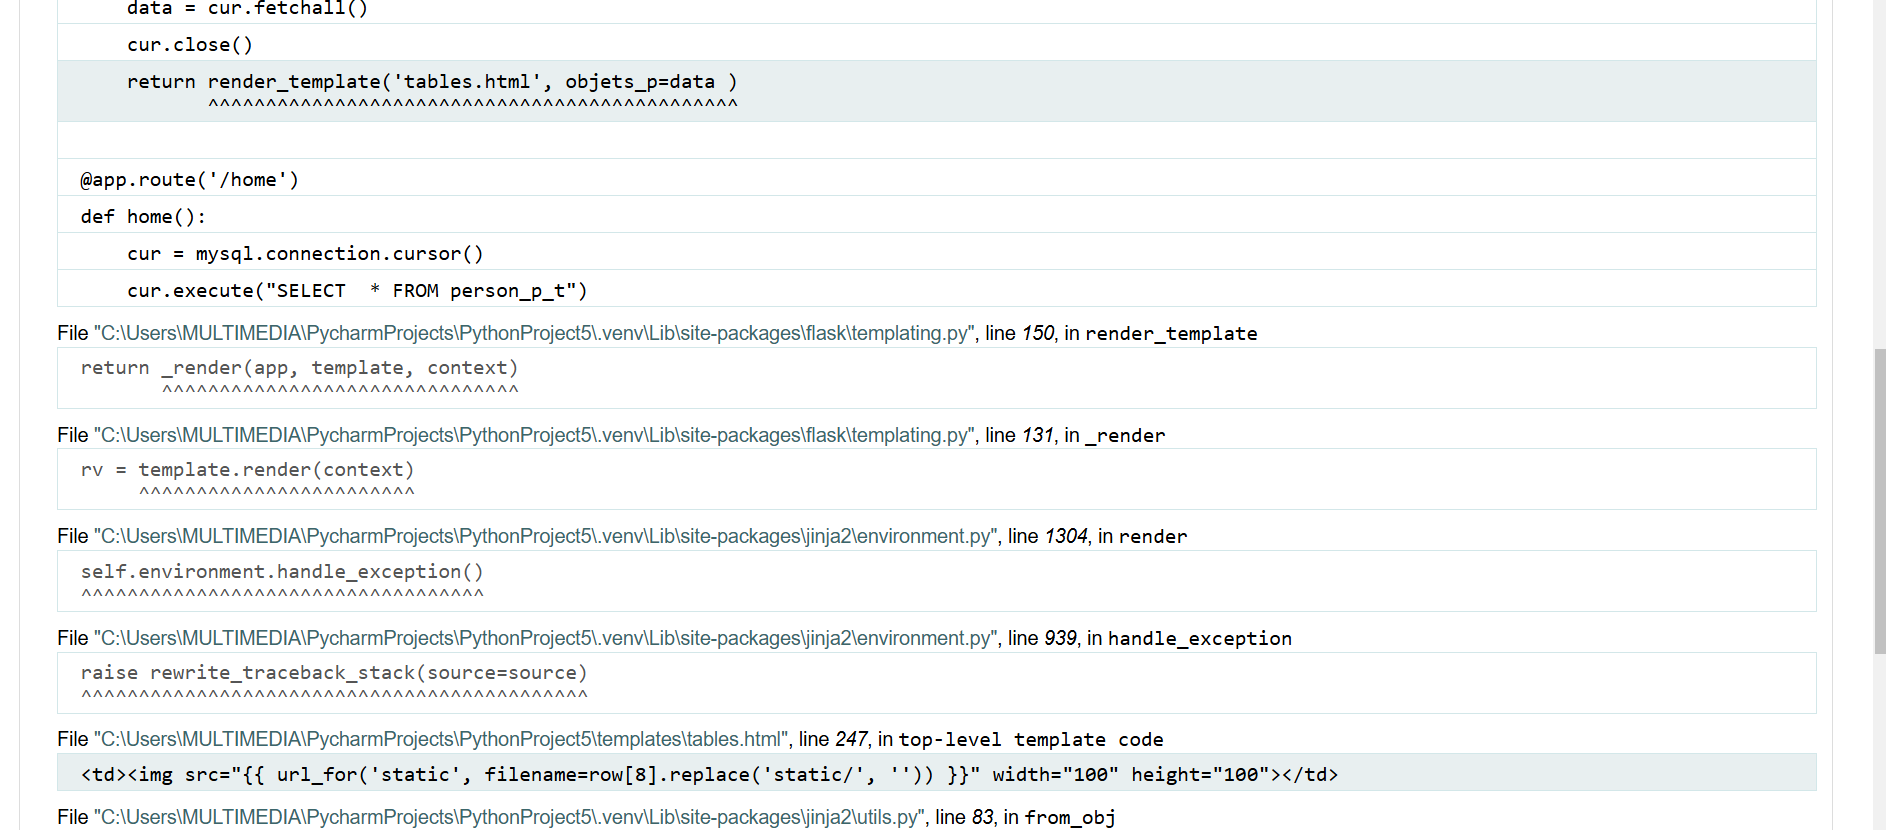 data = cur.fetchall()
cur.close()
return render_template('tables.html', objets_p=data )
^^^^^^^^^^^^^^^^^^^^^^^^^^^^^^^^^^^^^^^^^^^^^^
@app.route('/home')
def home():
cur = mysql.connection.cursor()
cur.execute("SELECT  * FROM person_p_t")
File "C:\Users\MULTIMEDIA\PycharmProjects\PythonProject5\.venv\Lib\site-packages\flask\templating.py", line 150, in render_template
return _render(app, template, context)
^^^^^^^^^^^^^^^^^^^^^^^^^^^^^^^
File "C:\Users\MULTIMEDIA\PycharmProjects\PythonProject5\.venv\Lib\site-packages\flask\templating.py", line 131, in _render
rv = template.render(context)
^^^^^^^^^^^^^^^^^^^^^^^^
File "C:\Users\MULTIMEDIA\PycharmProjects\PythonProject5\.venv\Lib\site-packages\jinja2\environment.py", line 1304, in render
self.environment.handle_exception()
^^^^^^^^^^^^^^^^^^^^^^^^^^^^^^^^^^^
File "C:\Users\MULTIMEDIA\PycharmProjects\PythonProject5\.venv\Lib\site-packages\jinja2\environment.py", line 939, in handle_exception
raise rewrite_traceback_stack(source=source)
^^^^^^^^^^^^^^^^^^^^^^^^^^^^^^^^^^^^^^^^^^^^
File "C:\Users\MULTIMEDIA\PycharmProjects\PythonProject5\templates\tables.html", line 247, in top-level template code
<td><img src="{{ url_for('static', filename=row[8].replace('static/', '')) }}" width="100" height="100"></td>
File "C:\Users\MULTIMEDIA\PycharmProjects\PythonProject5\.venv\Lib\site-packages\jinja2\utils.py", line 83, in from_obj